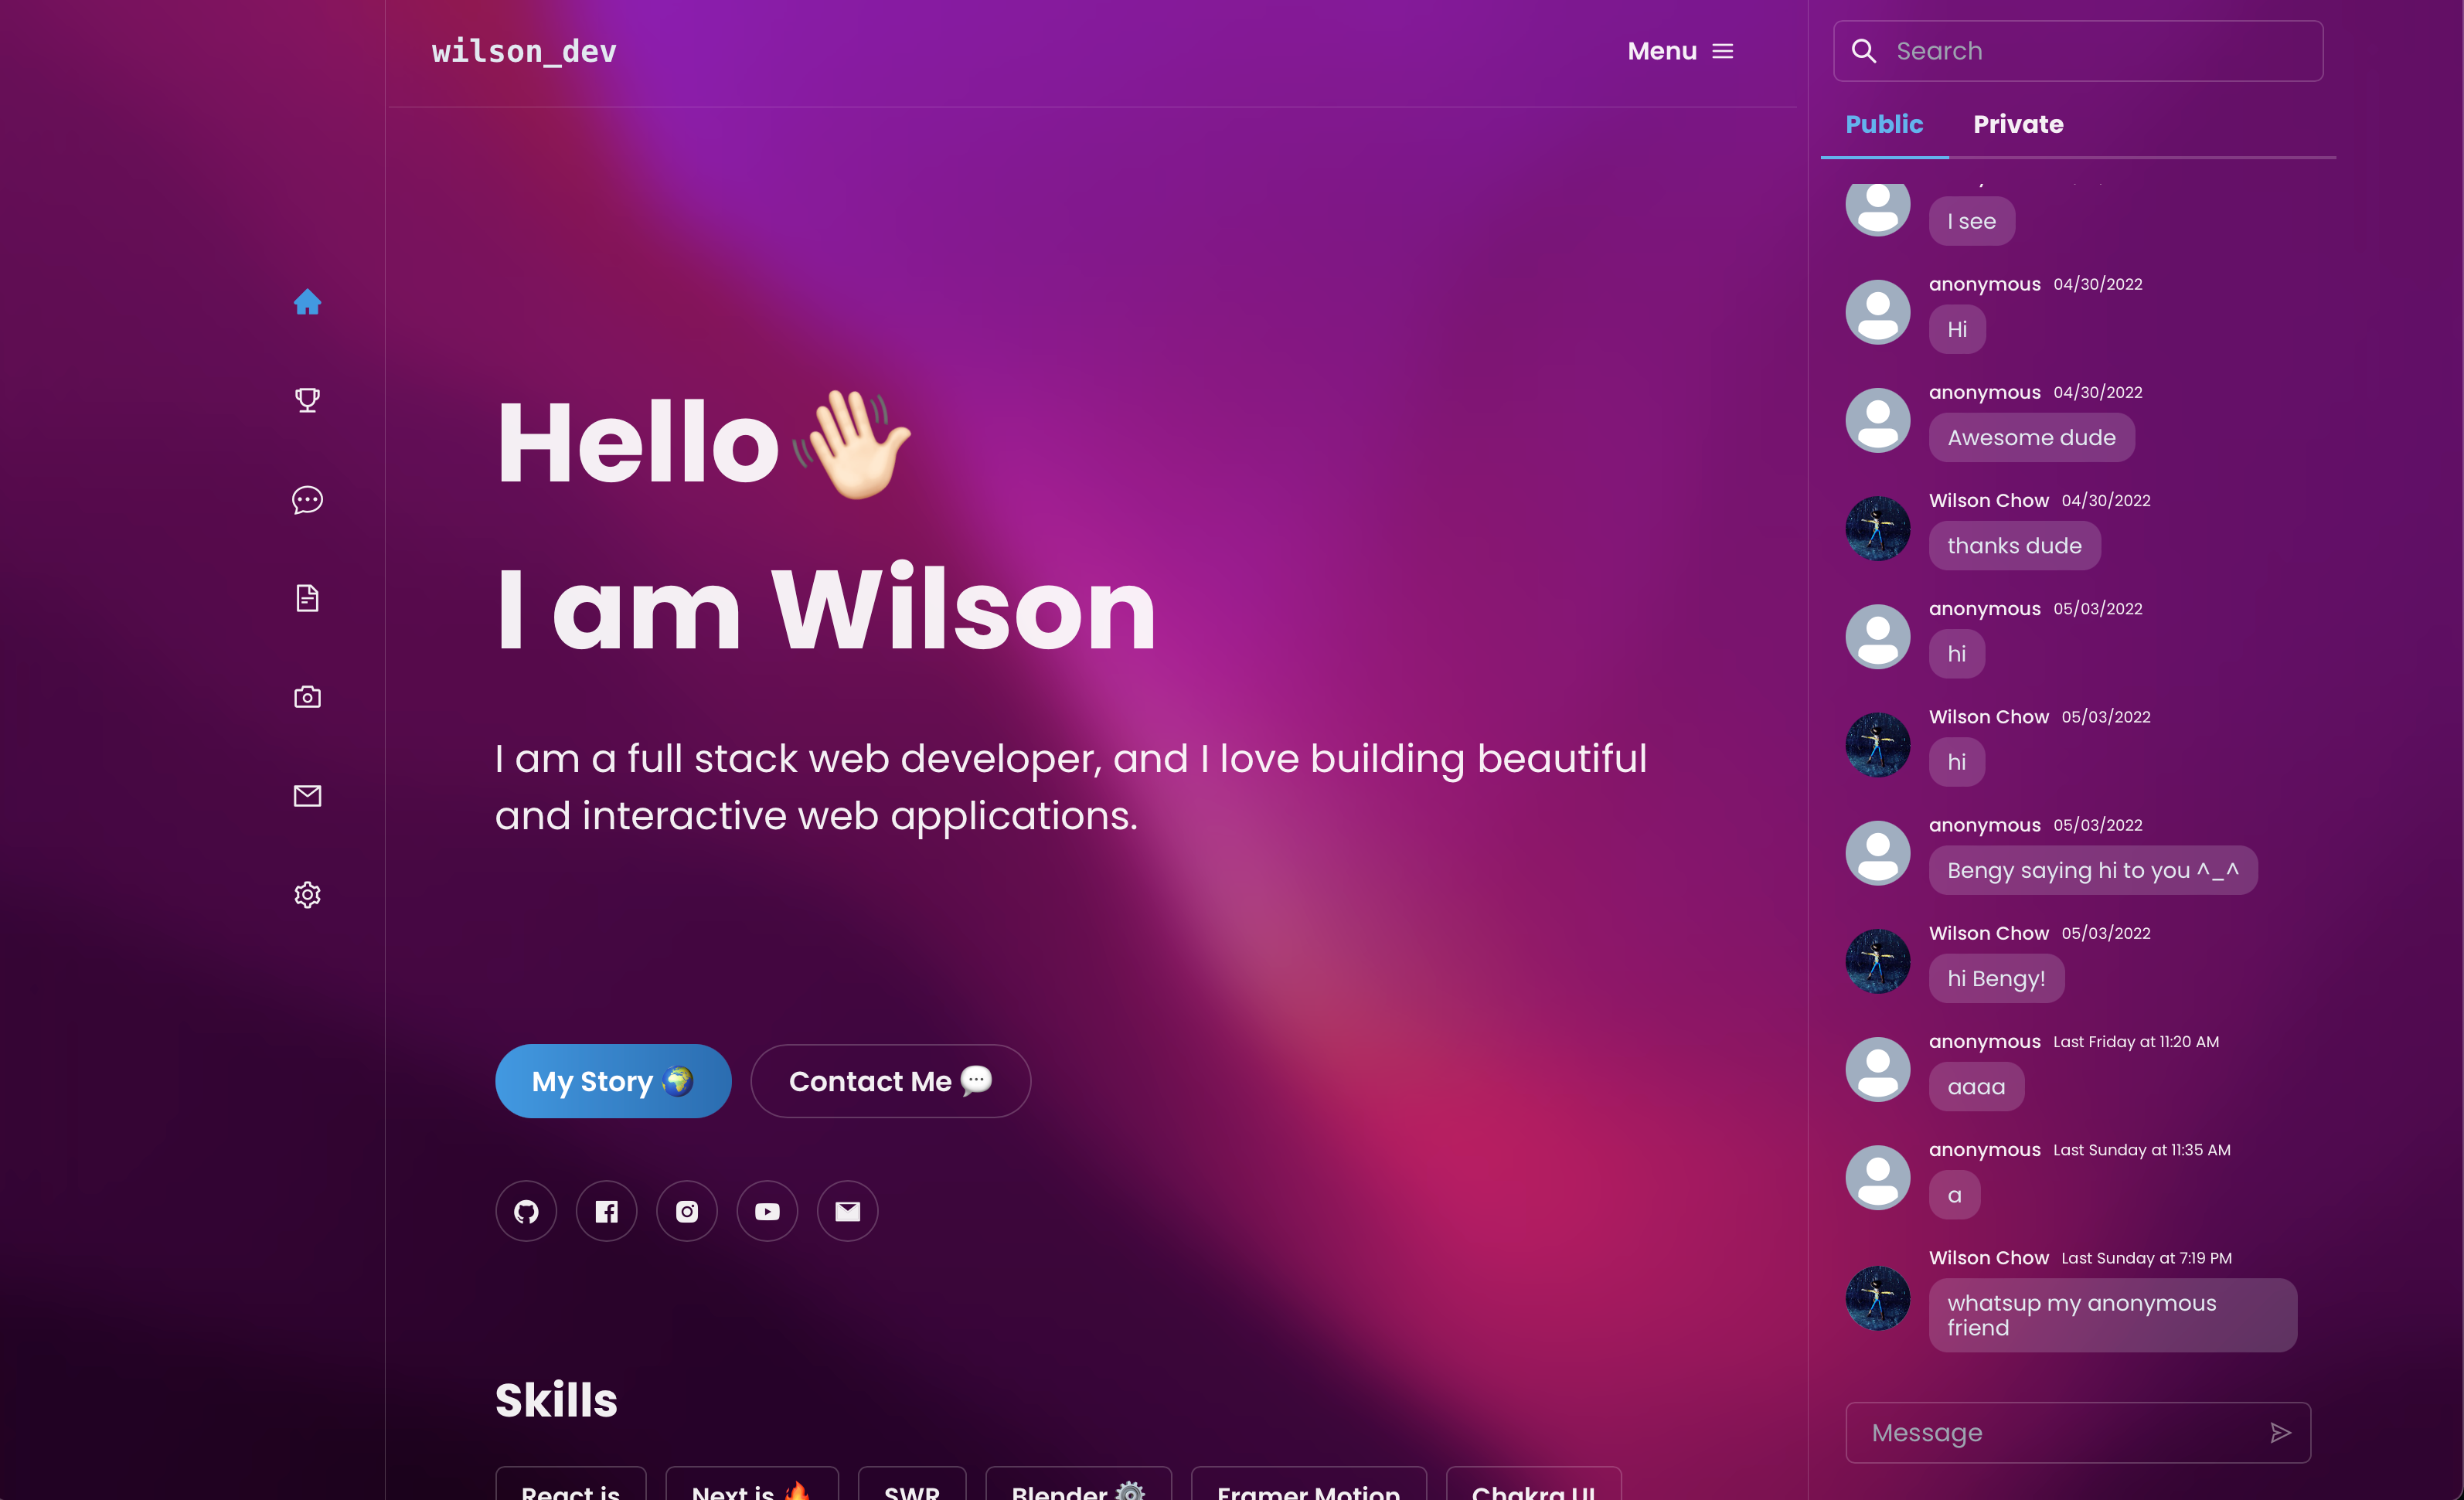 wilson_dev
Menu
Hello 👋🏻
I am Wilson
I am a full stack web developer, and I love building beautiful
and interactive web applications.
My Story 🌍
Contact Me 💬
Skills
React.js
Next.js 🔥
SWR
Blender ⚙️
Framer Motion
Chakra UI
Search
Public
Private
I see
anonymous 04/30/2022
Hi
anonymous 04/30/2022
Awesome dude
Wilson Chow 04/30/2022
thanks dude
anonymous 05/03/2022
hi
Wilson Chow 05/03/2022
hi
anonymous 05/03/2022
Bengy saying hi to you ^_^
Wilson Chow 05/03/2022
hi Bengy!
anonymous Last Friday at 11:20 AM
aaaa
anonymous Last Sunday at 11:35 AM
a
Wilson Chow Last Sunday at 7:19 PM
whatsup my anonymous
friend
Message